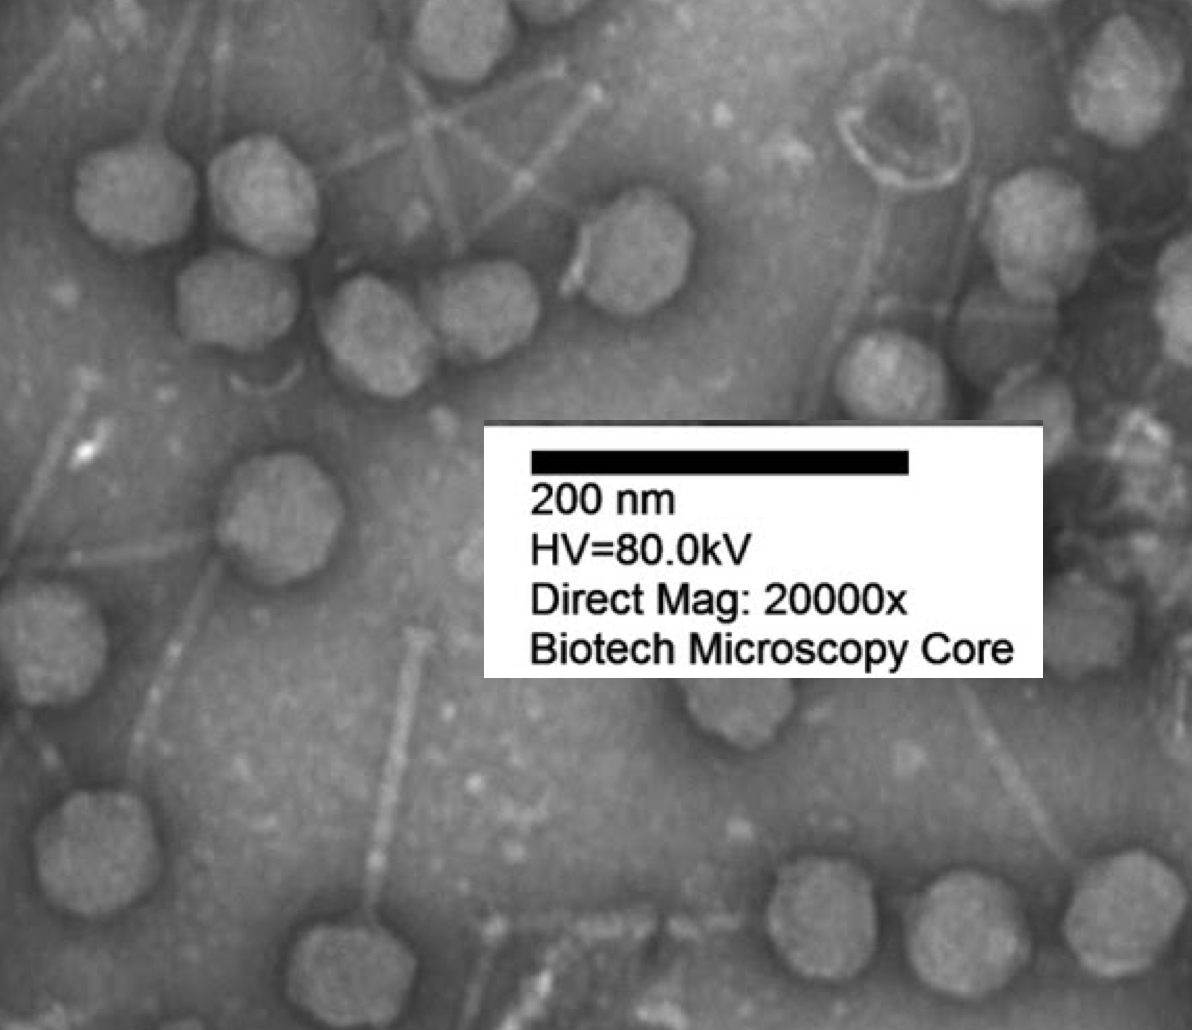 200 nm
HV=80.0kV
Direct Mag: 20000x
Biotech Microscopy Core